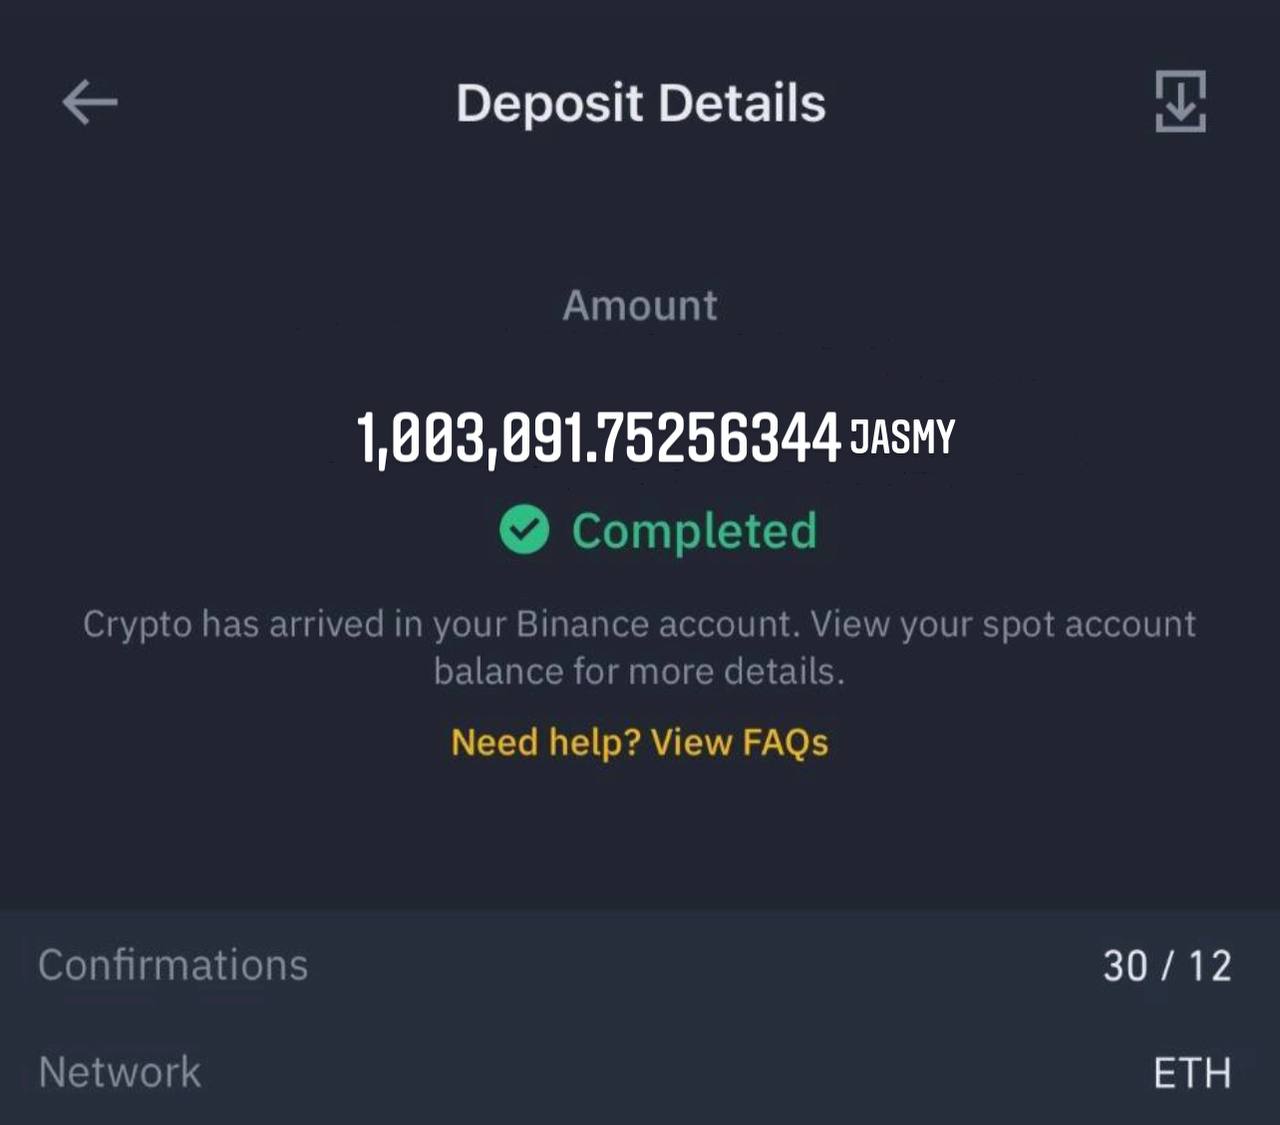 Deposit Details
Amount
1,003,091.75256344 JASMY
Completed
Crypto has arrived in your Binance account. View your spot account
balance for more details.
Need help? View FAQs
Confirmations 30 / 12
Network ETH